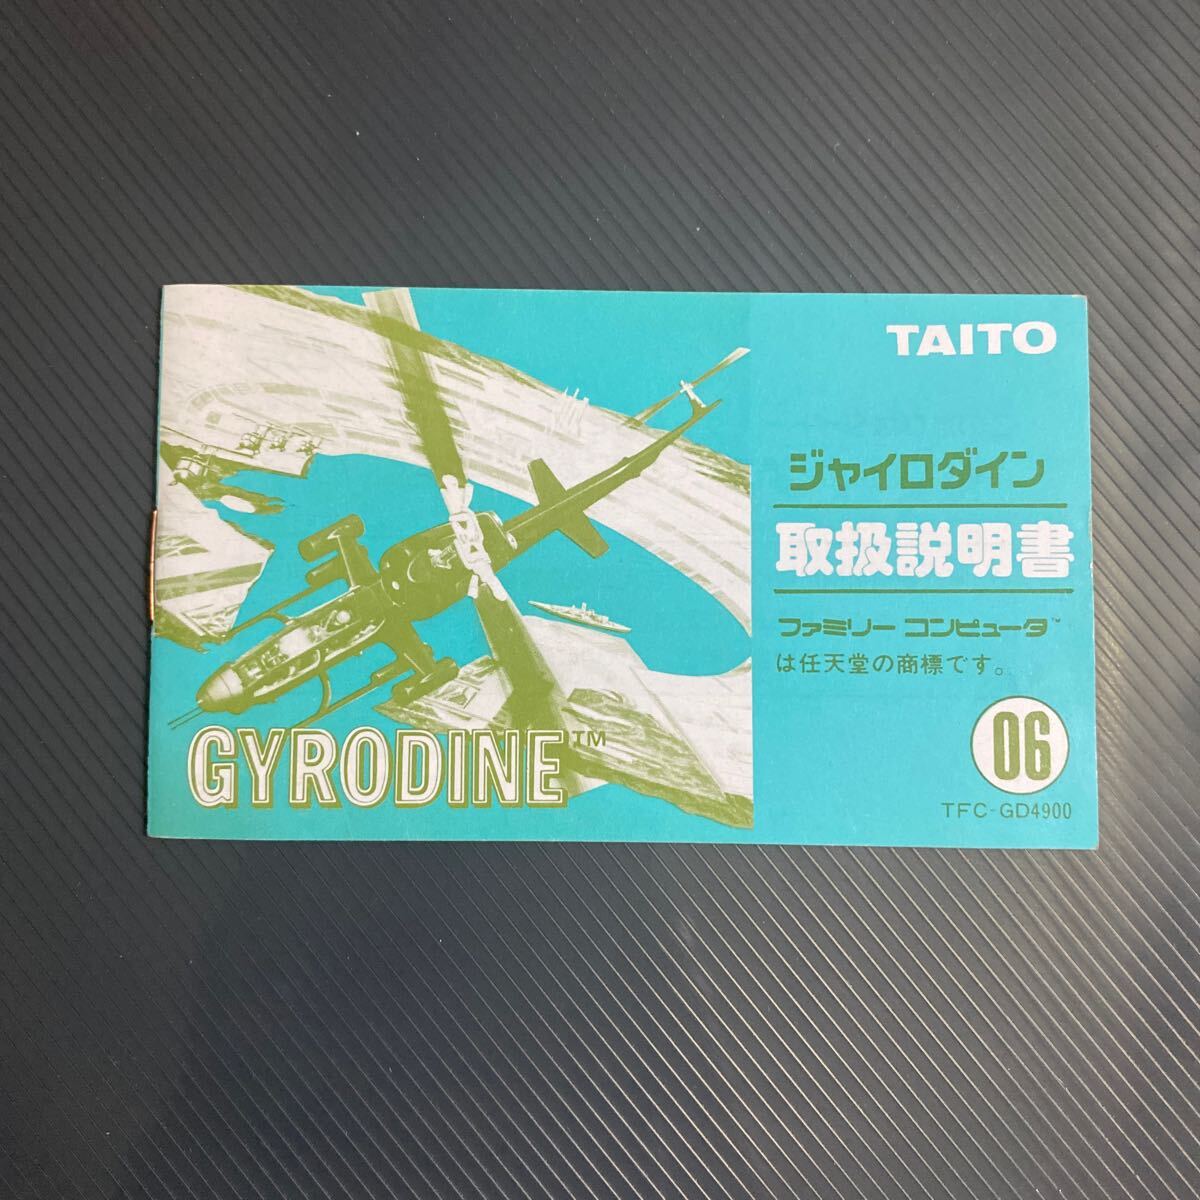 TAITO
ジャイロダイン
取扱説明書
ファミリー コンピュータ™
は任天堂の商標です。
06
TFC-GD4900
GYRODINE™